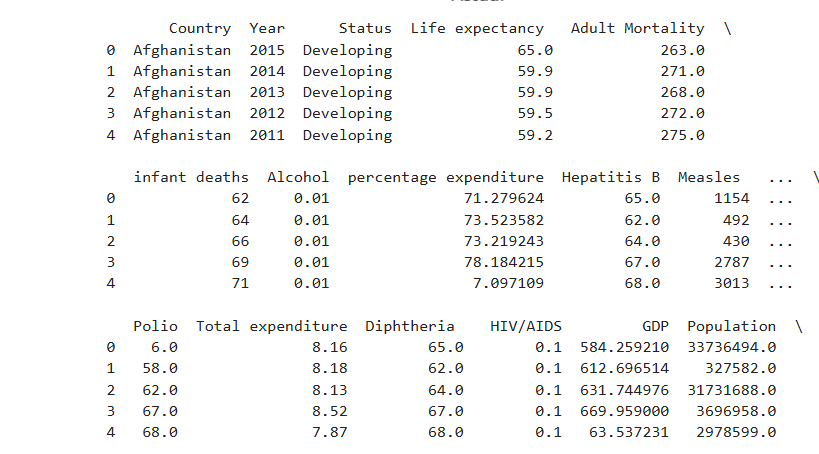 Country Year Status Life expectancy Adult Mortality \
0 Afghanistan 2015 Developing 65.0 263.0
1 Afghanistan 2014 Developing 59.9 271.0
2 Afghanistan 2013 Developing 59.9 268.0
3 Afghanistan 2012 Developing 59.5 272.0
4 Afghanistan 2011 Developing 59.2 275.0
infant deaths Alcohol percentage expenditure Hepatitis B Measles ... \
0 62 0.01 71.279624 65.0 1154 ...
1 64 0.01 73.523582 62.0 492 ...
2 66 0.01 73.219243 64.0 430 ...
3 69 0.01 78.184215 67.0 2787 ...
4 71 0.01 7.097109 68.0 3013 ...
Polio Total expenditure Diphtheria HIV/AIDS GDP Population \
0 6.0 8.16 65.0 0.1 584.259210 33736494.0
1 58.0 8.18 62.0 0.1 612.696514 327582.0
2 62.0 8.13 64.0 0.1 631.744976 31731688.0
3 67.0 8.52 67.0 0.1 669.959000 3696958.0
4 68.0 7.87 68.0 0.1 63.537231 2978599.0